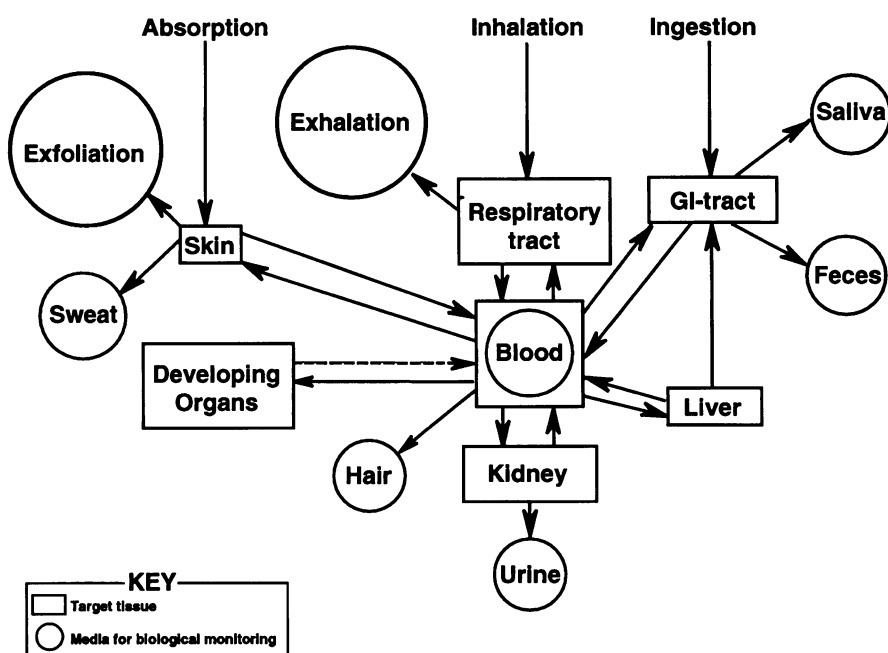 Absorption
Inhalation
Ingestion
Exfoliation
Exhalation
Saliva
Respiratory
tract
GI-tract
Skin
Feces
Sweat
Blood
Developing
Organs
Liver
Hair
Kidney
Urine
KEY
Target tissue
Media for biological monitoring